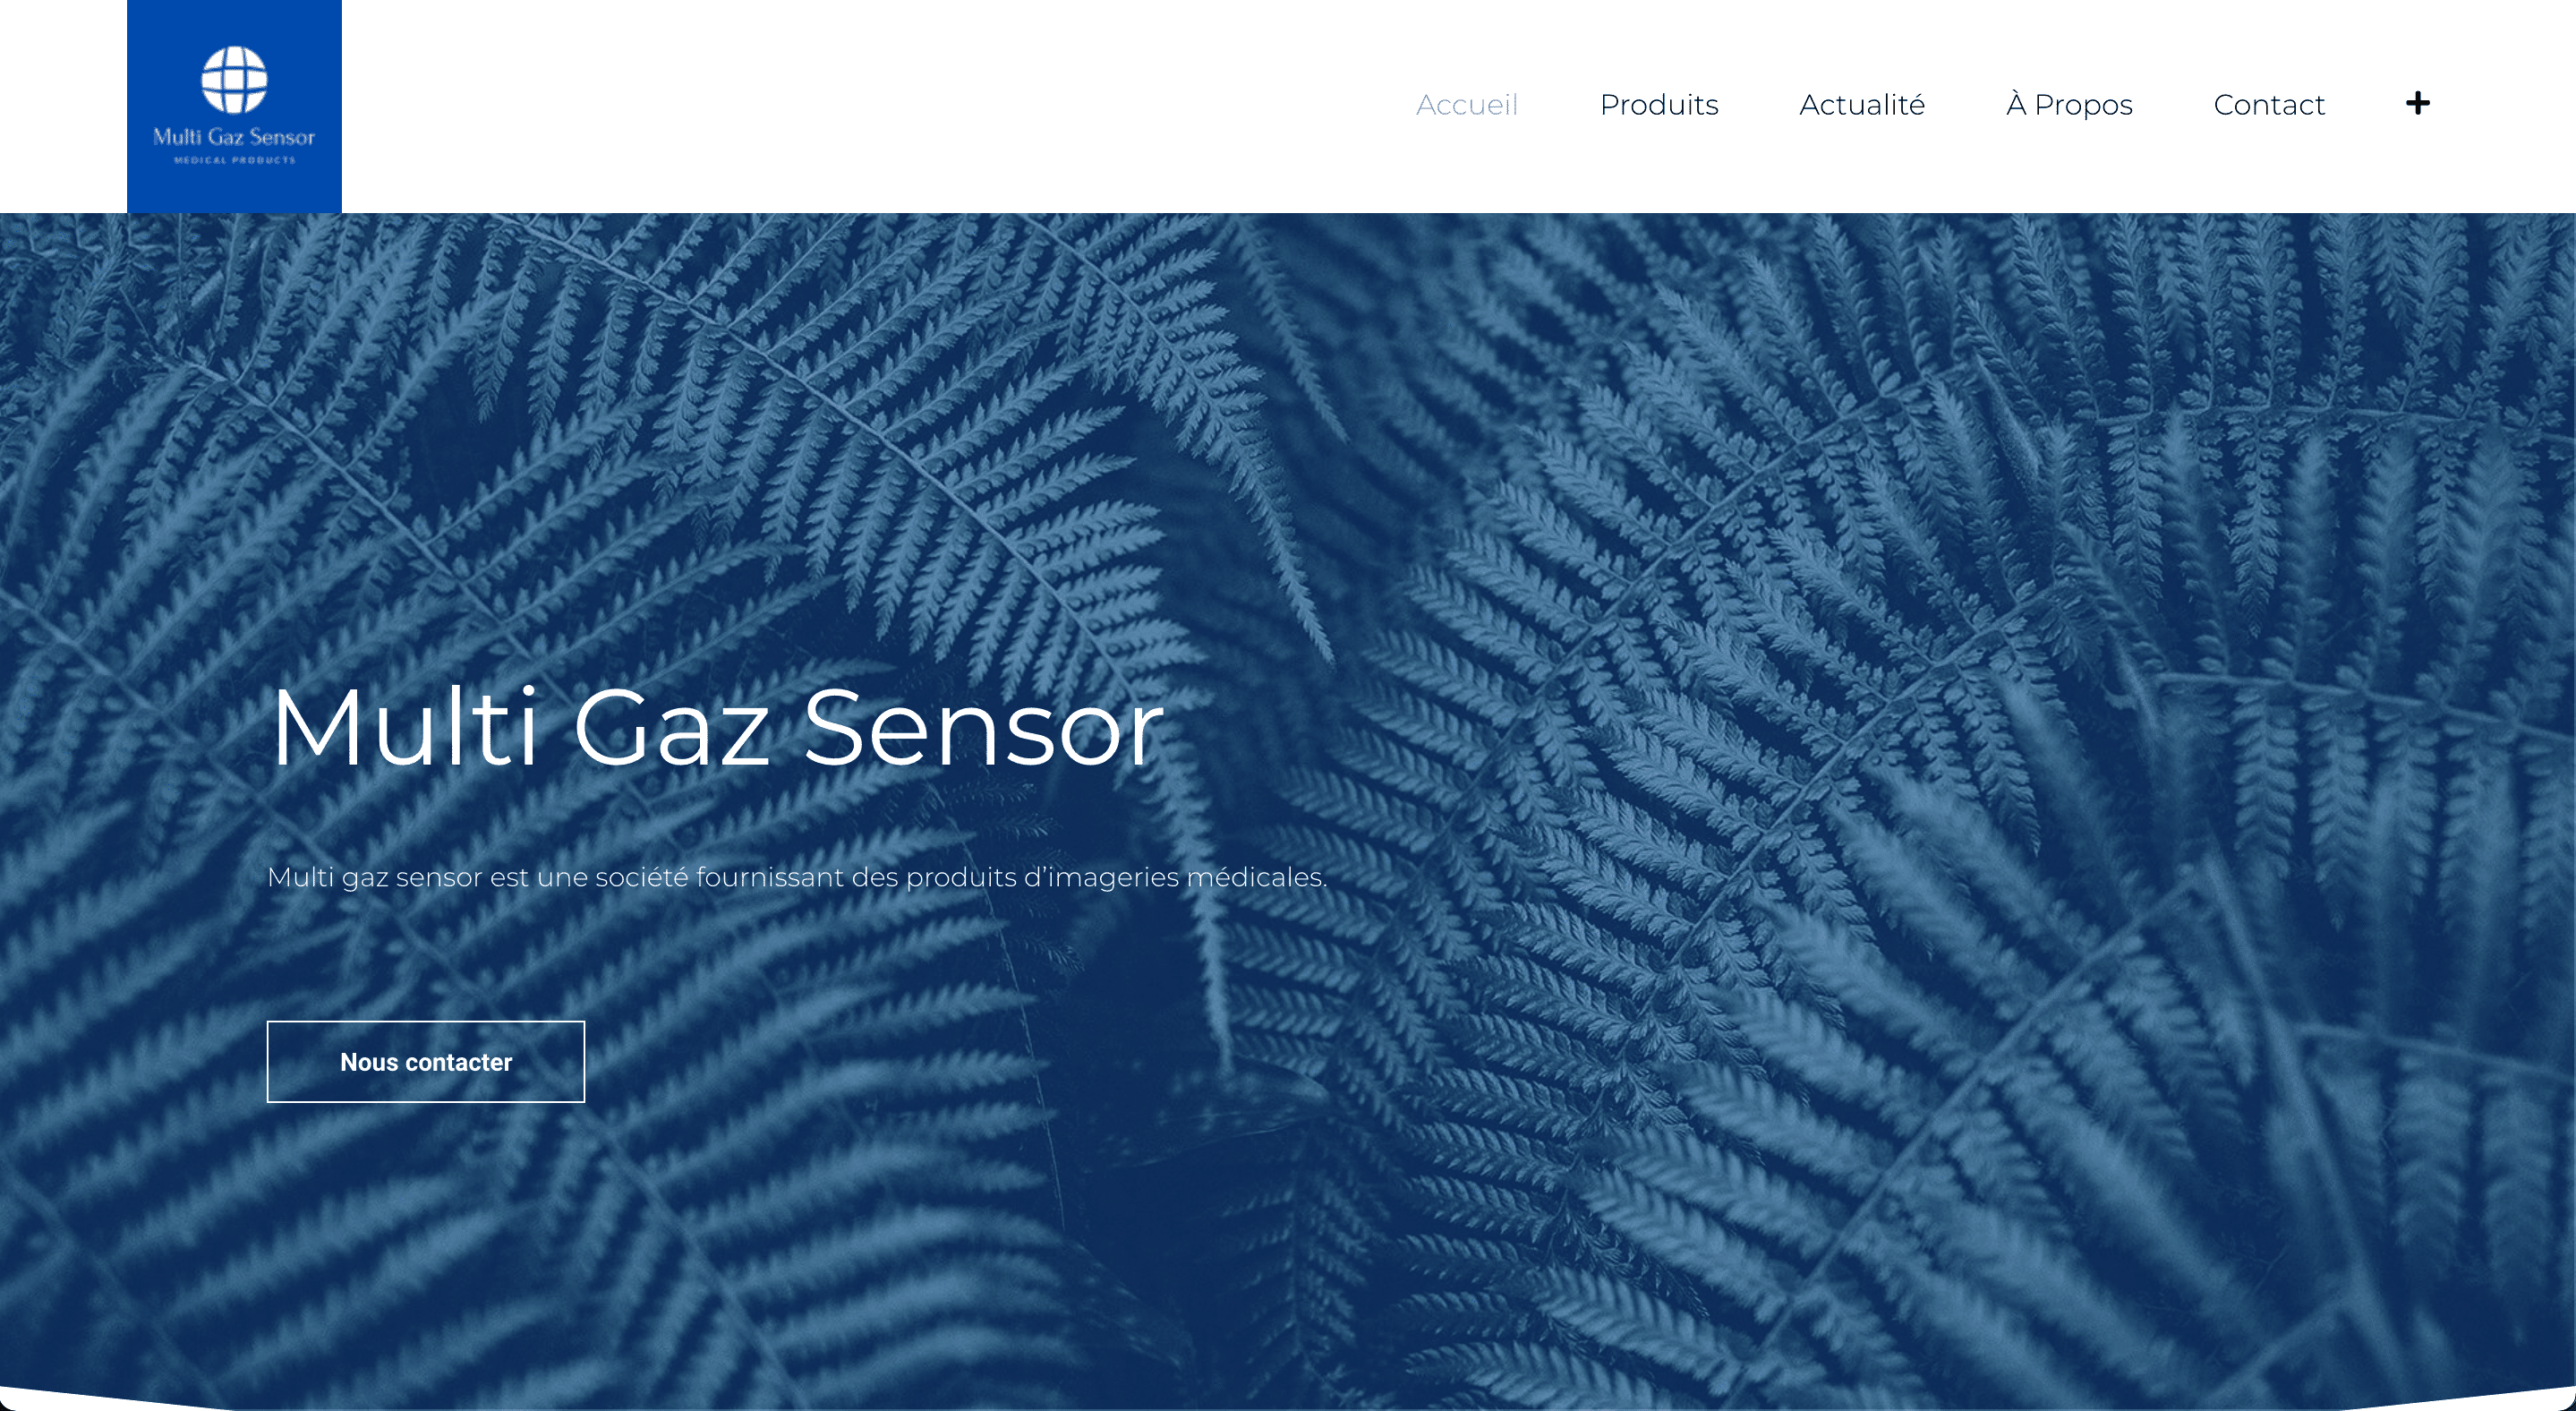 Multi Gaz Sensor
MEDICAL PRODUCTS
Accueil
Produits
Actualité
À Propos
Contact
Multi Gaz Sensor
Multi gaz sensor est une société fournissant des produits d’imageries médicales.
Nous contacter